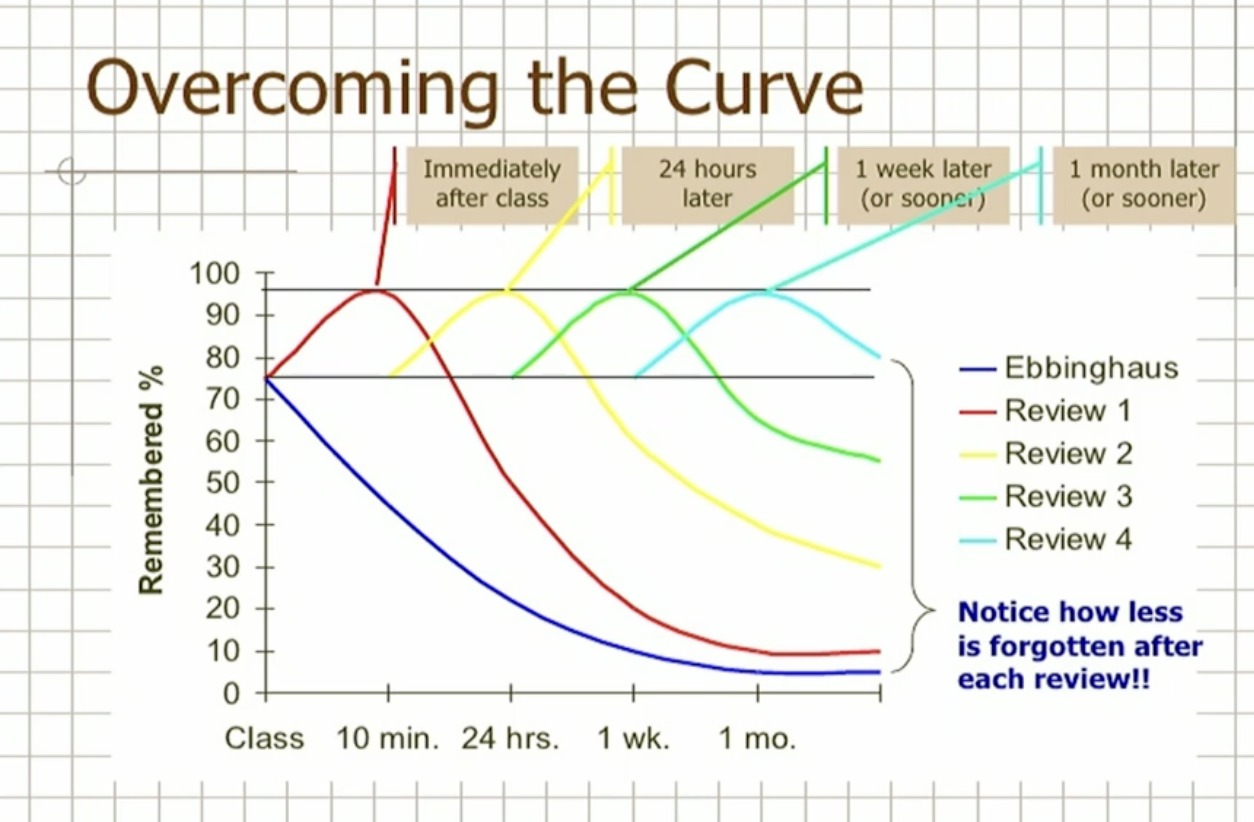 Overcoming the Curve
Immediately
after class
24 hours
later
1 week later
(or sooner)
1 month later
(or sooner)
Remembered %
100
90
80
70
60
50
40
30
20
10
0
Class 10 min. 24 hrs. 1 wk. 1 mo.
Ebbinghaus
Review 1
Review 2
Review 3
Review 4
Notice how less
is forgotten after
each review!!